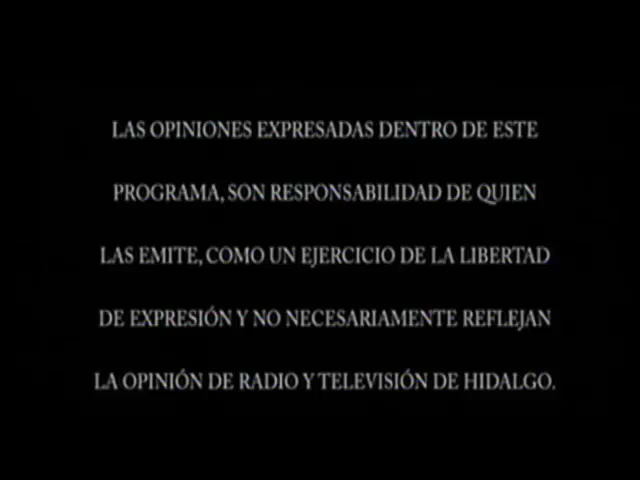 LAS OPINIONES EXPRESADAS DENTRO DE ESTE
PROGRAMA, SON RESPONSABILIDAD DE QUIEN
LAS EMITE, COMO UN EJERCICIO DE LA LIBERTAD
DE EXPRESIÓN Y NO NECESARIAMENTE REFLEJAN
LA OPINIÓN DE RADIO Y TELEVISIÓN DE HIDALGO.